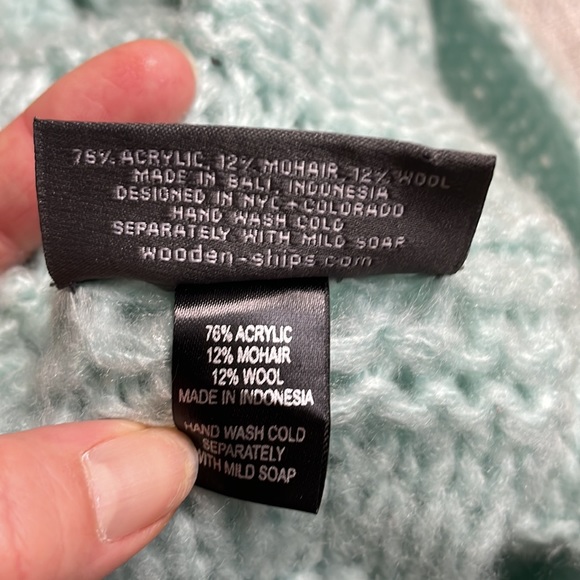 76% ACRYLIC, 12% MOHAIR, 12% WOOL
MADE IN BALI, INDONESIA
DESIGNED IN NYC + COLORADO
HAND WASH COLD
SEPARATELY WITH MILD SOAP
wooden-ships.com
76% ACRYLIC
12% MOHAIR
12% WOOL
MADE IN INDONESIA
HAND WASH COLD
SEPARATELY
WITH MILD SOAP